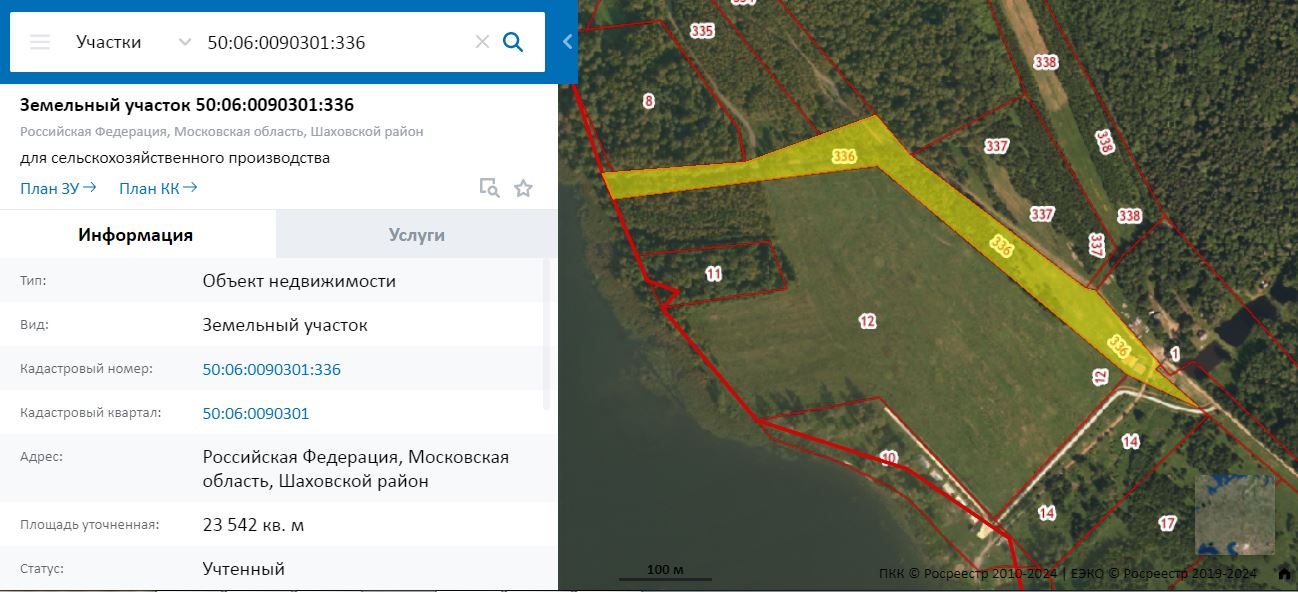 Участки
50:06:0090301:336
Земельный участок 50:06:0090301:336
Российская Федерация, Московская область, Шаховской район
для сельскохозяйственного производства
План ЗУ → План КК →
Информация
Услуги
Тип: Объект недвижимости
Вид: Земельный участок
Кадастровый номер: 50:06:0090301:336
Кадастровый квартал: 50:06:0090301
Адрес: Российская Федерация, Московская
область, Шаховской район
Площадь уточненная: 23 542 кв. м
Статус: Учтенный
335
338
8
338
337
336
337
338
337
336
11
12
336
1
12
14
10
14
17
100 м
ПКК © Росреестр 2010-2024 | ЕЭКО © Росреестр 2019-2024